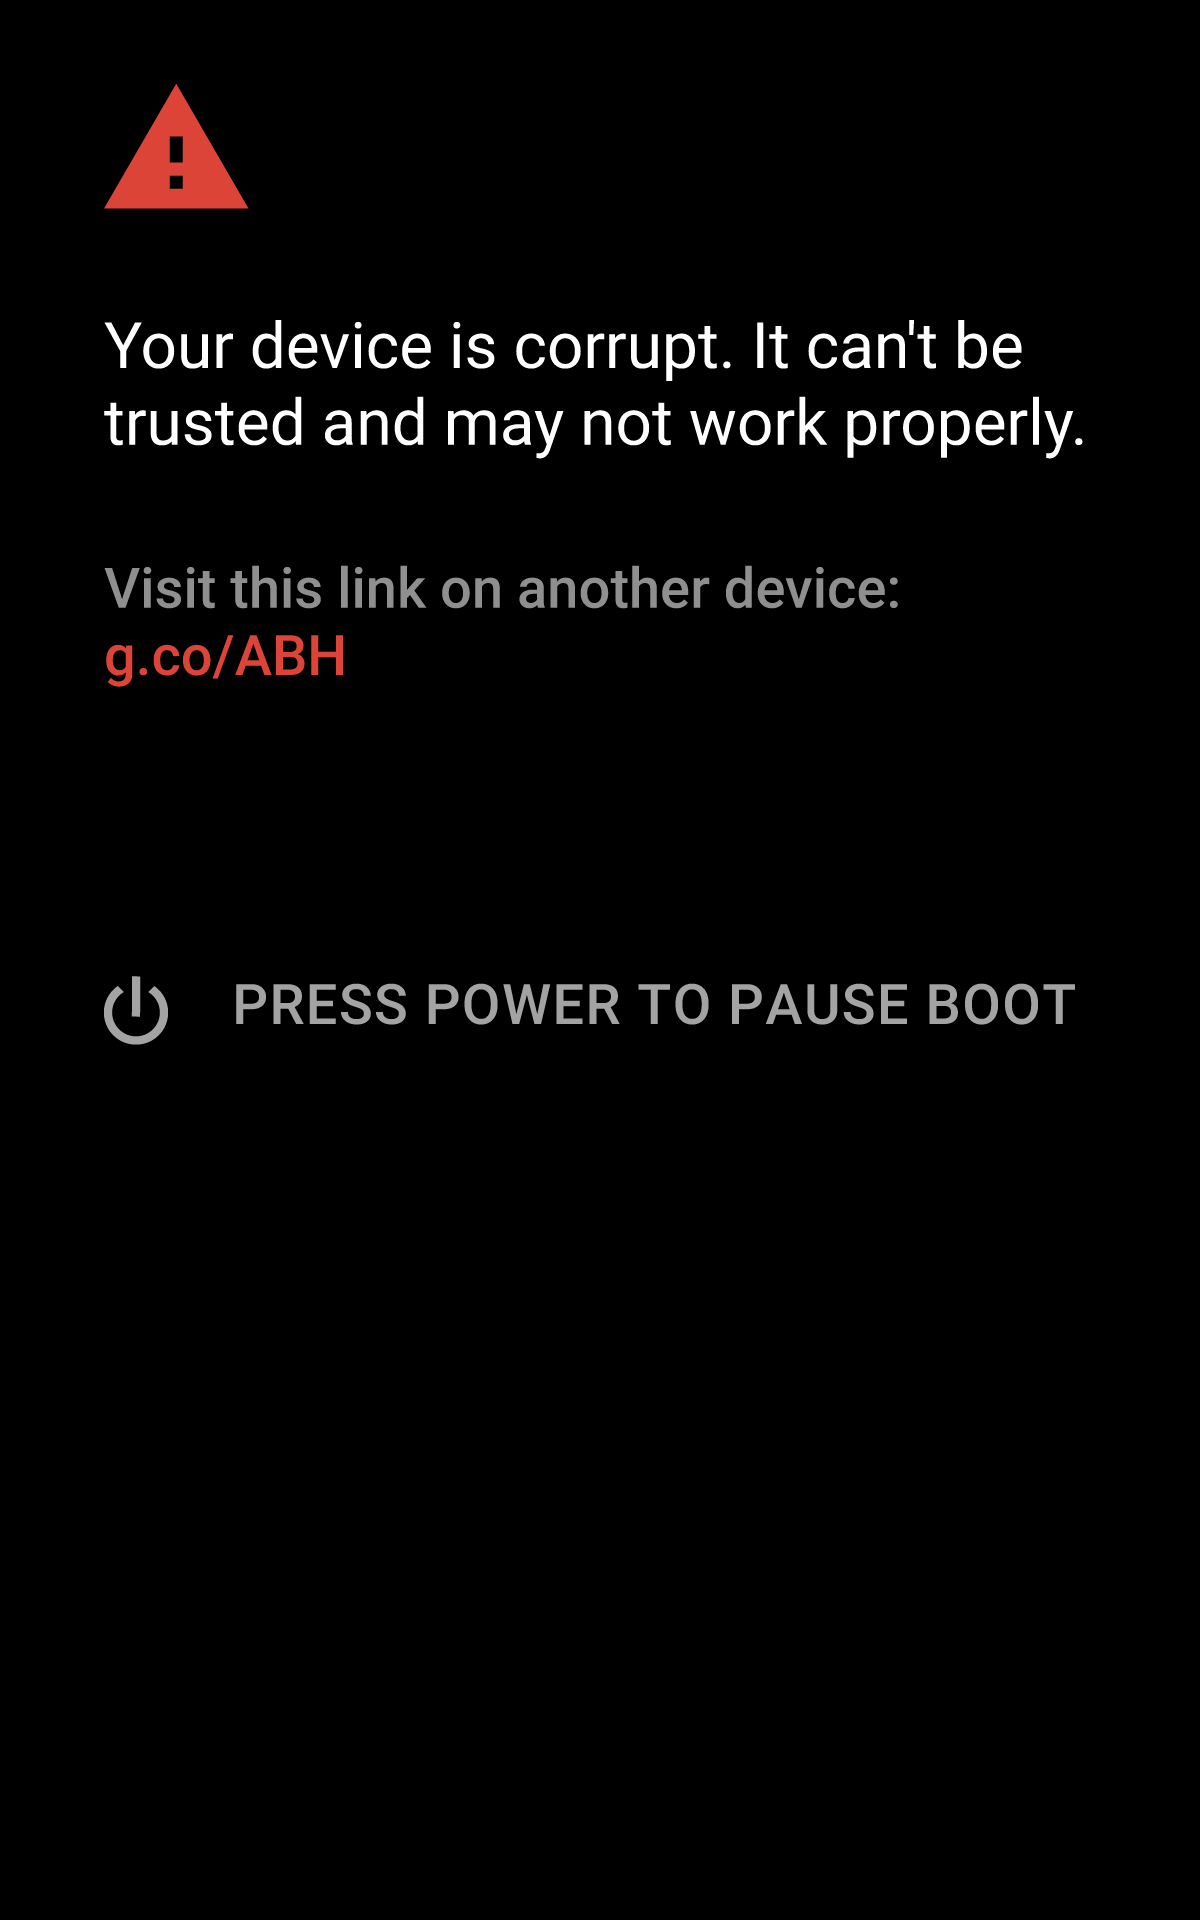 Your device is corrupt. It can't be
trusted and may not work properly.
Visit this link on another device:
g.co/ABH
PRESS POWER TO PAUSE BOOT